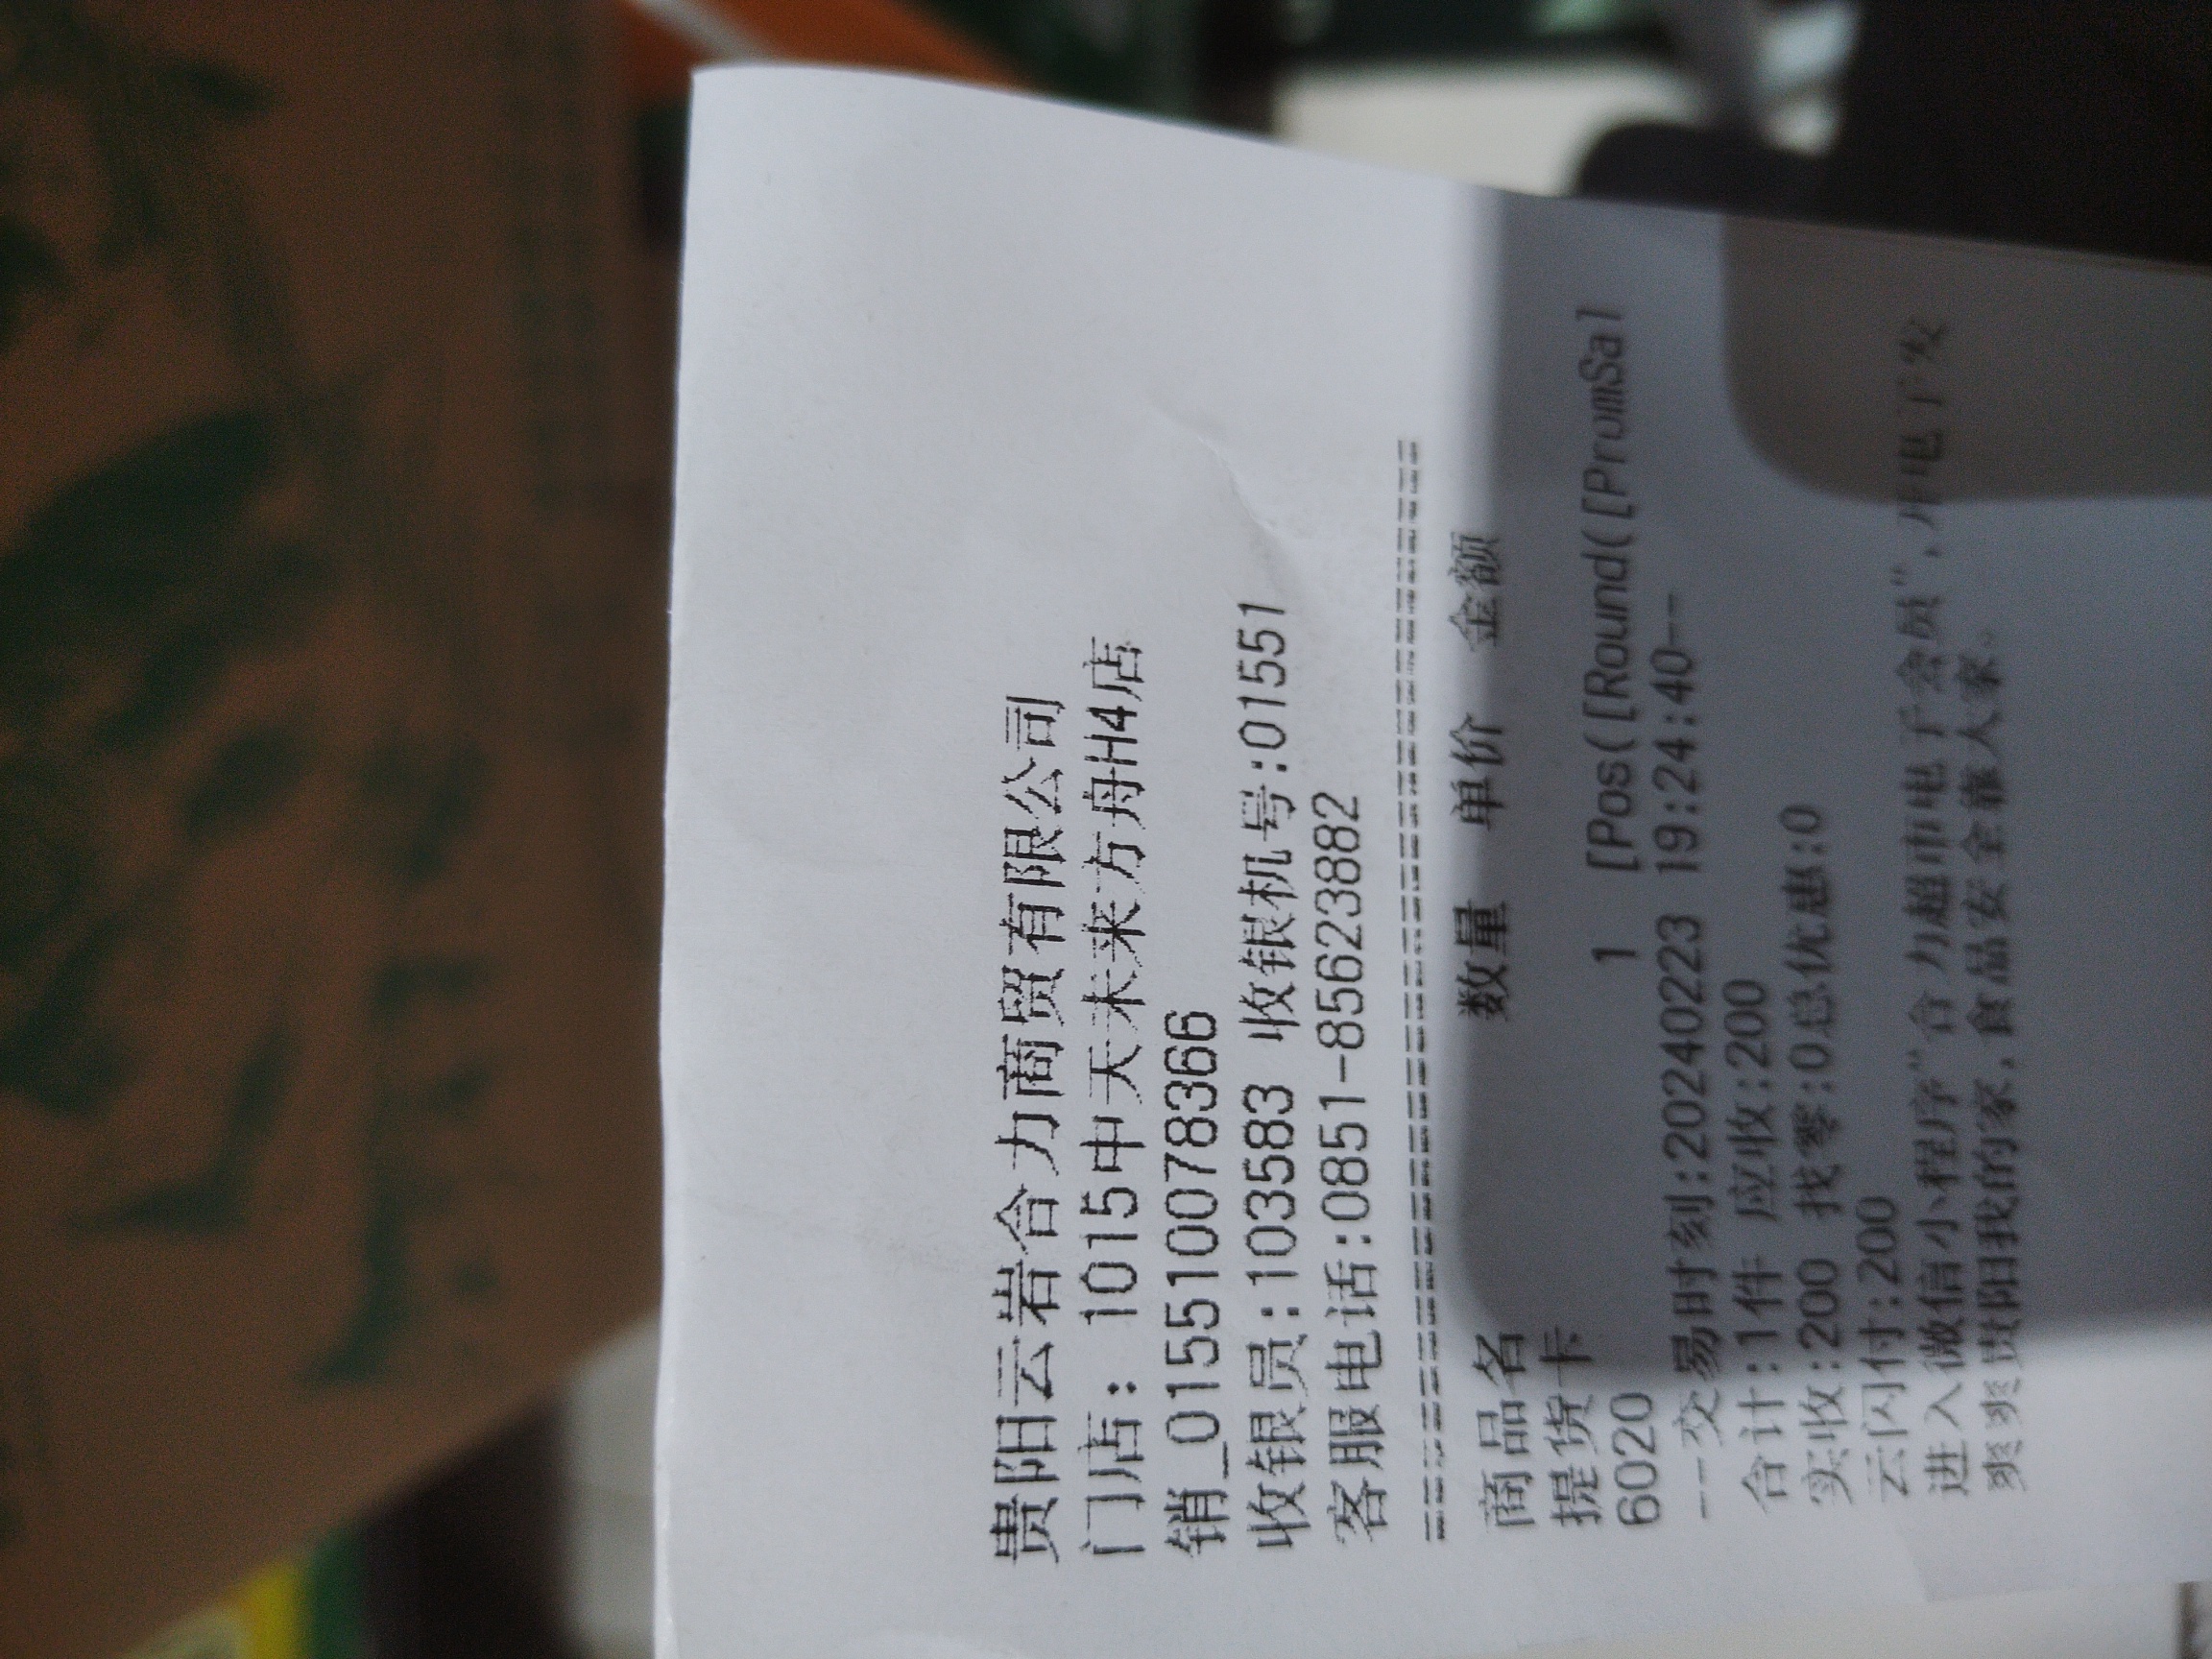 贵阳云岩合力商贸有限公司
门店: 1015中天未来方舟H4店
销_0155100078366
收银员:103583 收银机号:01551
客服电话:0851-85623882
商品名 数量 单价 金额
提货卡
6020 1 [Pos([Round([PromSal
--交易时刻:20240223 19:24:40--
合计:1件 应收:200
实收:200 找零:0总优惠:0
云闪付:200
进入微信小程序"合力超市电子会员",开电子发
爽爽贵阳我的家,食品安全靠大家。